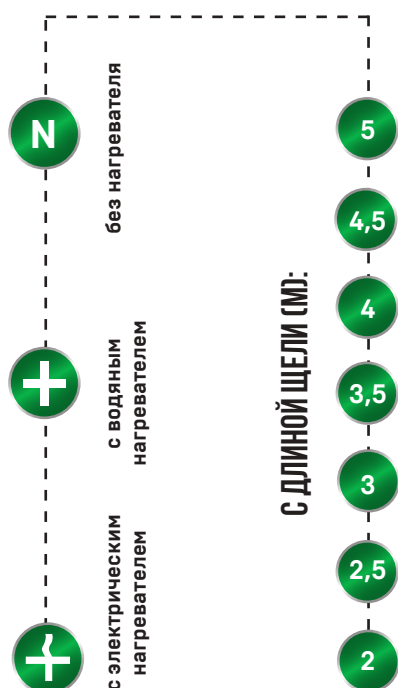 N
без нагревателя
с водяным
нагревателем
с электрическим
нагревателем
С ДЛИНОЙ ЩЕЛИ (М):
5
4,5
4
3,5
3
2,5
2